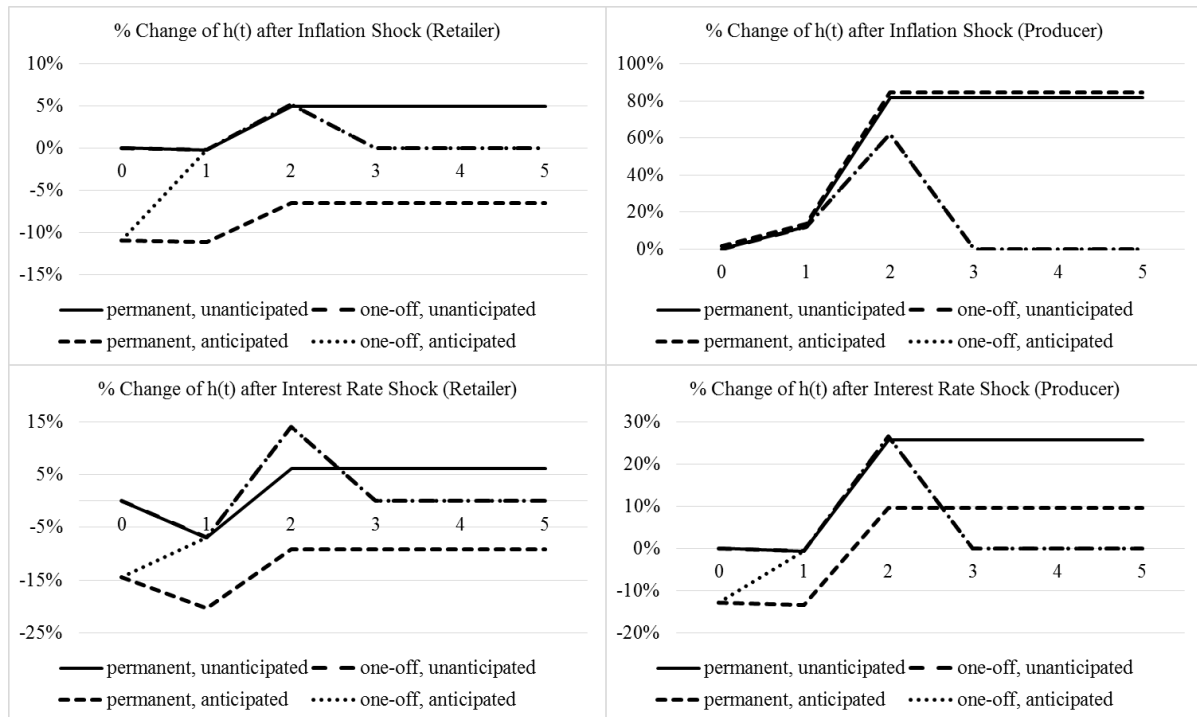 % Change of h(t) after Inflation Shock (Retailer)
10%
5%
0%
0 1 2 3 4 5
-5%
-10%
-15%
permanent, unanticipated one-off, unanticipated
permanent, anticipated one-off, anticipated
% Change of h(t) after Inflation Shock (Producer)
100%
80%
60%
40%
20%
0%
0 1 2 3 4 5
permanent, unanticipated one-off, unanticipated
permanent, anticipated one-off, anticipated
% Change of h(t) after Interest Rate Shock (Retailer)
15%
5%
0 1 2 3 4 5
-5%
-15%
-25%
permanent, unanticipated one-off, unanticipated
permanent, anticipated one-off, anticipated
% Change of h(t) after Interest Rate Shock (Producer)
30%
20%
10%
0%
0 1 2 3 4 5
-10%
-20%
permanent, unanticipated one-off, unanticipated
permanent, anticipated one-off, anticipated